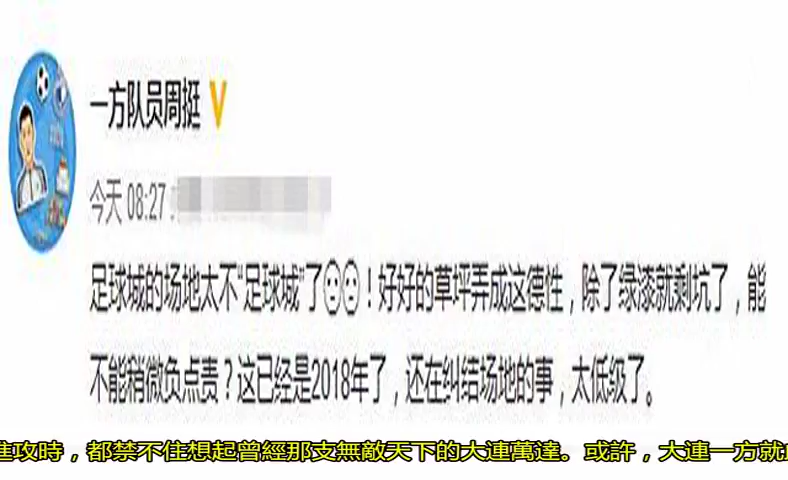 一方队员周挺 V
今天 08:27
足球城的场地太不“足球城”了！好好的草坪弄成这德性，除了绿漆就剩坑了，能
不能稍微负点责？这已经是2018年了，还在纠结场地的事，太低级了。
進攻時，都禁不住想起曾經那支無敵天下的大連萬達。或許，大連一方就